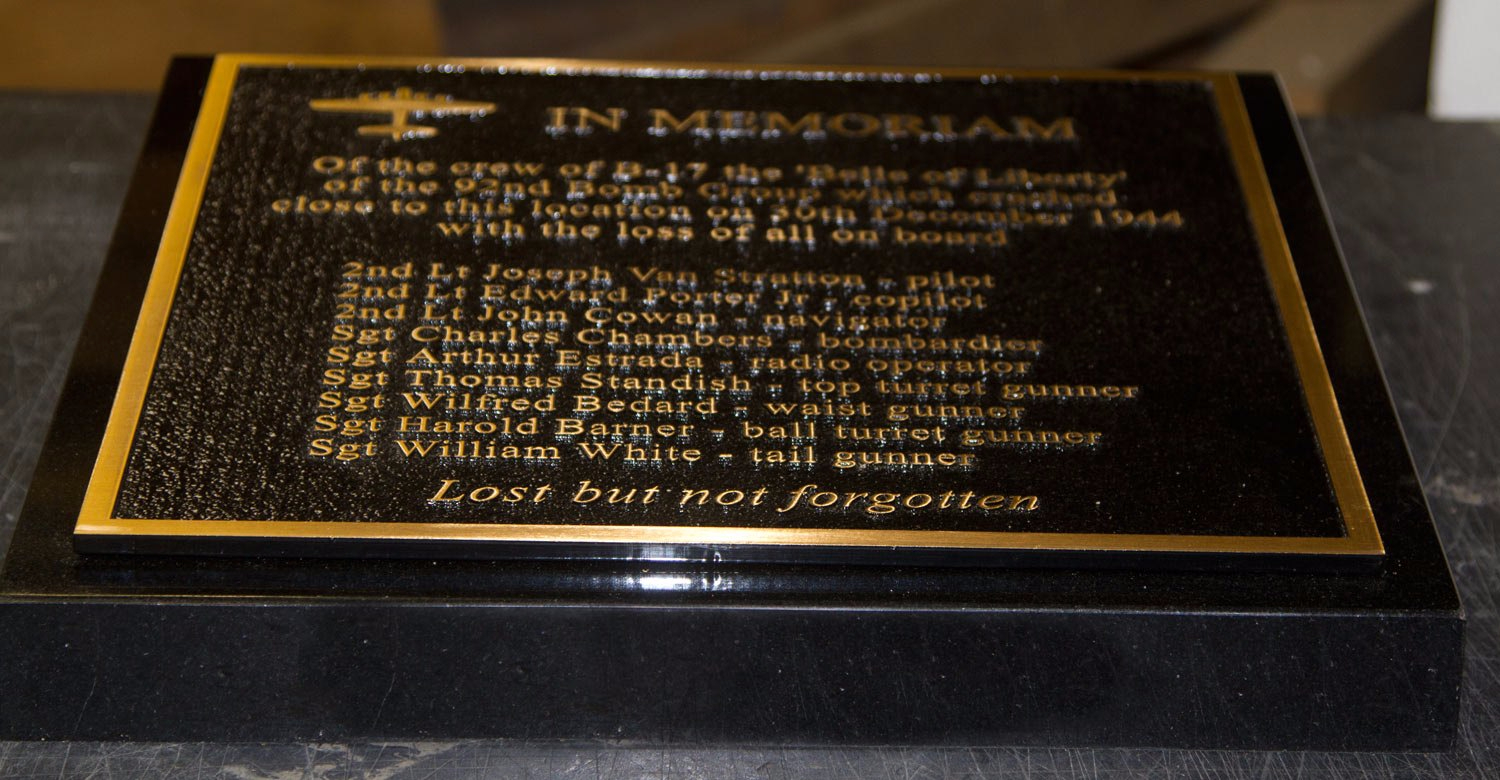 IN MEMORIAM
Of the crew of B-17 the 'Belle of Liberty'
of the 92nd Bomb Group which crashed
close to this location on 30th December 1944
with the loss of all on board
2nd Lt Joseph Van Stratton - pilot
2nd Lt Edward Porter Jr - copilot
2nd Lt John Cowan - navigator
Sgt Charles Chambers - bombardier
Sgt Arthur Estrada - radio operator
Sgt Thomas Standish - top turret gunner
Sgt Wilfred Bedard - waist gunner
Sgt Harold Barner - ball turret gunner
Sgt William White - tail gunner
Lost but not forgotten